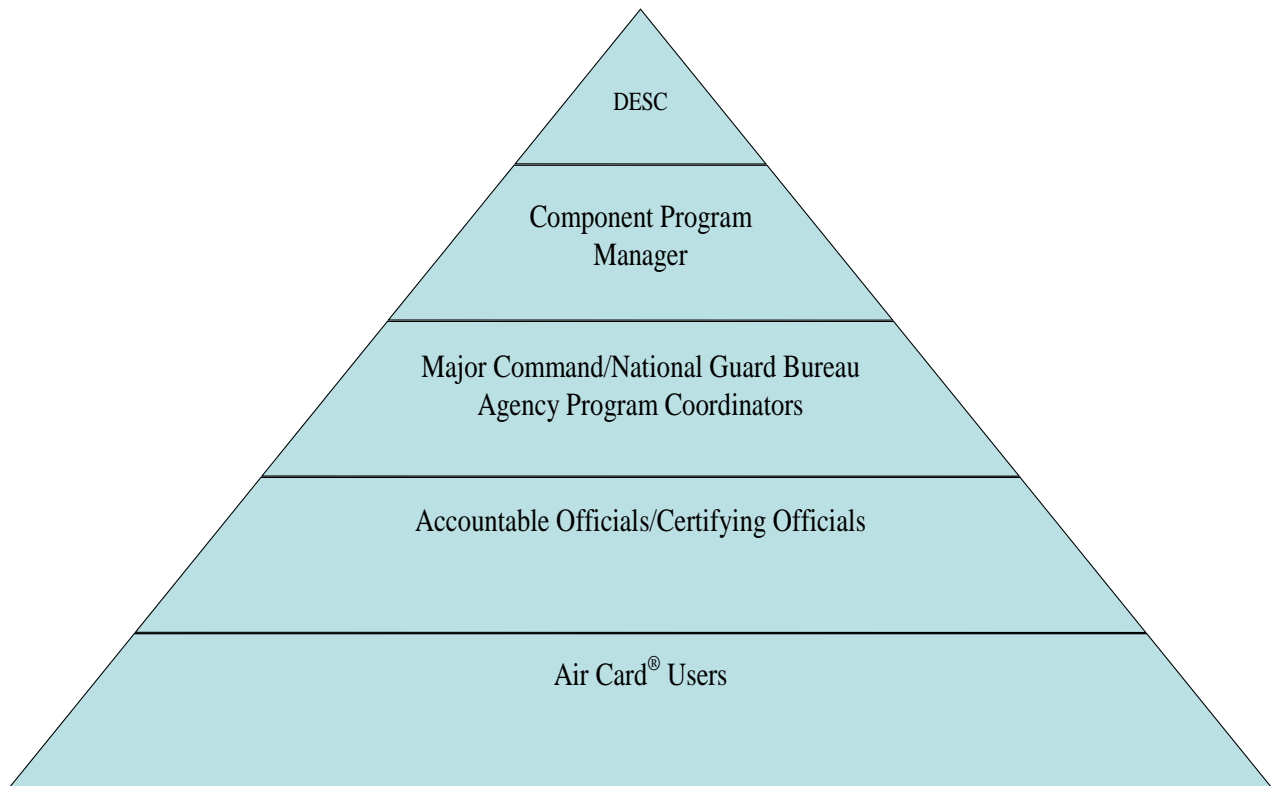 DESC
Component Program
Manager
Major Command/National Guard Bureau
Agency Program Coordinators
Accountable Officials/Certifying Officials
Air Card® Users